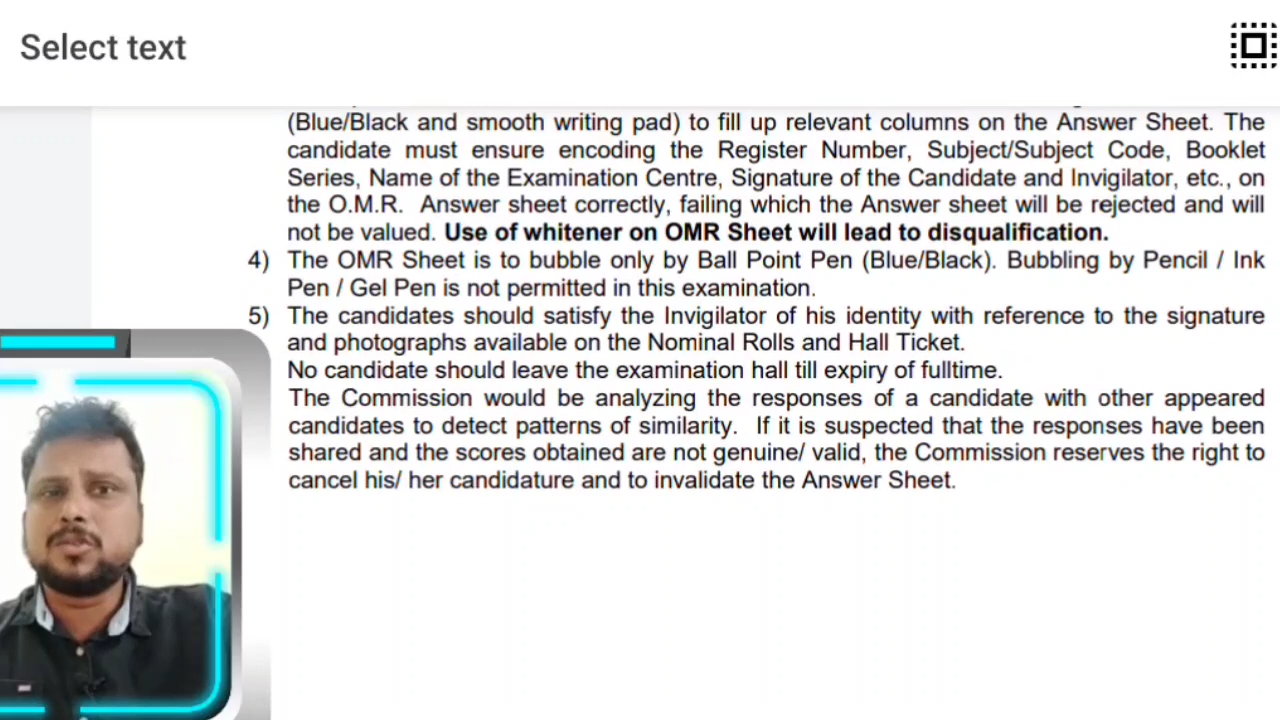 Select text
(Blue/Black and smooth writing pad) to fill up relevant columns on the Answer Sheet. The
candidate must ensure encoding the Register Number, Subject/Subject Code, Booklet
Series, Name of the Examination Centre, Signature of the Candidate and Invigilator, etc., on
the O.M.R. Answer sheet correctly, failing which the Answer sheet will be rejected and will
not be valued. Use of whitener on OMR Sheet will lead to disqualification.
4) The OMR Sheet is to bubble only by Ball Point Pen (Blue/Black). Bubbling by Pencil / Ink
Pen / Gel Pen is not permitted in this examination.
5) The candidates should satisfy the Invigilator of his identity with reference to the signature
and photographs available on the Nominal Rolls and Hall Ticket.
No candidate should leave the examination hall till expiry of fulltime.
The Commission would be analyzing the responses of a candidate with other appeared
candidates to detect patterns of similarity. If it is suspected that the responses have been
shared and the scores obtained are not genuine/ valid, the Commission reserves the right to
cancel his/ her candidature and to invalidate the Answer Sheet.